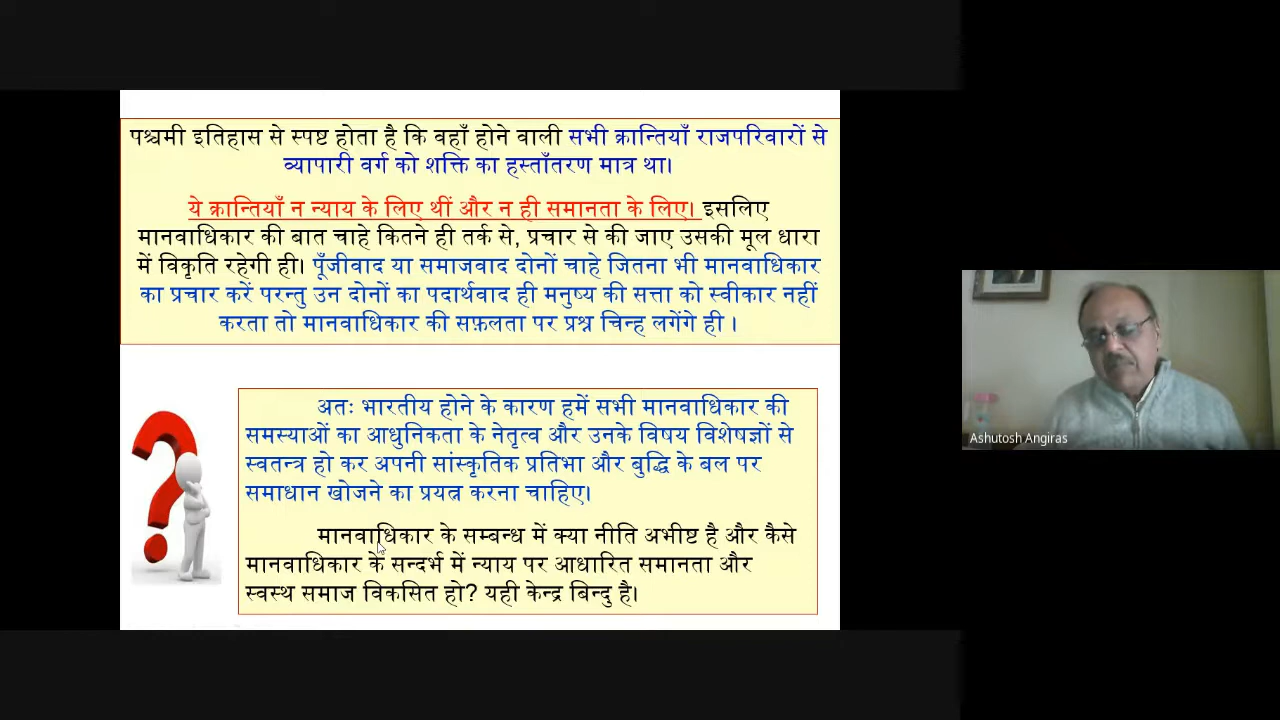 पश्चमी इतिहास से स्पष्ट होता है कि वहाँ होने वाली सभी क्रान्तियाँ राजपरिवारों से
व्यापारी वर्ग को शक्ति का हस्ताँतरण मात्र था।
ये क्रान्तियाँ न न्याय के लिए थीं और न ही समानता के लिए। इसलिए
मानवाधिकार की बात चाहे कितने ही तर्क से, प्रचार से की जाए उसकी मूल धारा
में विकृति रहेगी ही। पूँजीवाद या समाजवाद दोनों चाहे जितना भी मानवाधिकार
का प्रचार करें परन्तु उन दोनों का पदार्थवाद ही मनुष्य की सत्ता को स्वीकार नहीं
करता तो मानवाधिकार की सफ़लता पर प्रश्न चिन्ह लगेंगे ही ।
अतः भारतीय होने के कारण हमें सभी मानवाधिकार की
समस्याओं का आधुनिकता के नेतृत्व और उनके विषय विशेषज्ञों से
स्वतन्त्र हो कर अपनी सांस्कृतिक प्रतिभा और बुद्धि के बल पर
समाधान खोजने का प्रयत्न करना चाहिए।
मानवाधिकार के सम्बन्ध में क्या नीति अभीष्ट है और कैसे
मानवाधिकार के सन्दर्भ में न्याय पर आधारित समानता और
स्वस्थ समाज विकसित हो? यही केन्द्र बिन्दु है।
Ashutosh Angiras